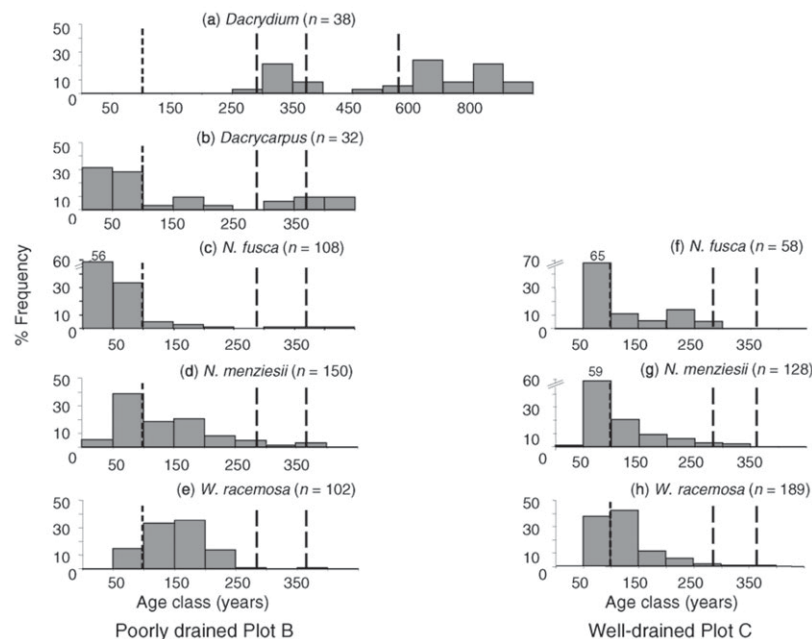 (a) Dacrydium (n = 38)
50
30
10
%
50 150 250 350 450 600 800
(b) Dacrycarpus (n = 32)
50
30
10
50 150 250 350
(c) N. fusca (n = 108)
56
60
30
10
0
50 150 250 350
(d) N. menziesii (n = 150)
50
30
10
0
50 150 250 350
(e) W. racemosa (n = 102)
50
30
10
0
50 150 250 350
Age class (years)
Poorly drained Plot B
% Frequency
(f) N. fusca (n = 58)
65
70
30
10
0
50 150 250 350
(g) N. menziesii (n = 128)
59
60
30
10
0
50 150 250 350
(h) W. racemosa (n = 189)
50
30
10
0
50 150 250 350
Age class (years)
Well-drained Plot C